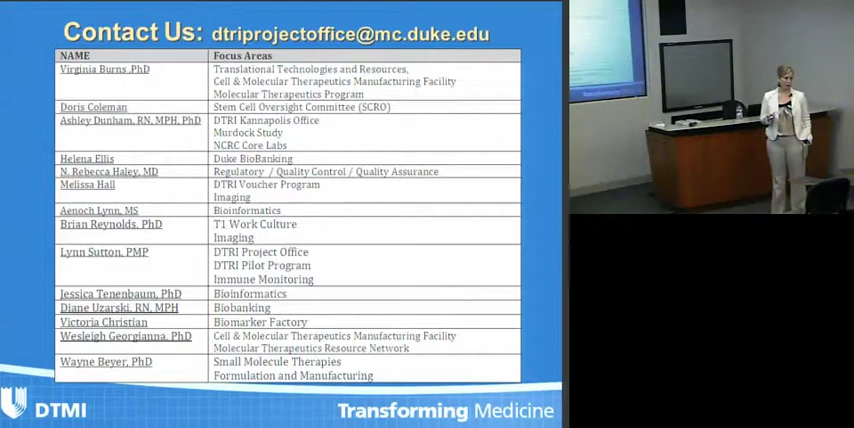 Contact Us: dtriprojectoffice@mc.duke.edu
NAME Focus Areas
Virginia Burns ,PhD Translational Technologies and Resources,
Cell & Molecular Therapeutics Manufacturing Facility
Molecular Therapeutics Program
Doris Coleman Stem Cell Oversight Committee (SCRO)
Ashley Dunham, RN, MPH, PhD DTRI Kannapolis Office
Murdock Study
NCRC Core Labs
Helena Ellis Duke BioBanking
N. Rebecca Haley, MD Regulatory / Quality Control / Quality Assurance
Melissa Hall DTRI Voucher Program
Imaging
Aenoch Lynn, MS Bioinformatics
Brian Reynolds, PhD T1 Work Culture
Imaging
Lynn Sutton, PMP DTRI Project Office
DTRI Pilot Program
Immune Monitoring
Jessica Tenenbaum, PhD Bioinformatics
Diane Uzarski, RN, MPH Biobanking
Victoria Christian Biomarker Factory
Wesleigh Georgianna, PhD Cell & Molecular Therapeutics Manufacturing Facility
Molecular Therapeutics Resource Network
Wayne Beyer, PhD Small Molecule Therapies
Formulation and Manufacturing
DTMI Transforming Medicine